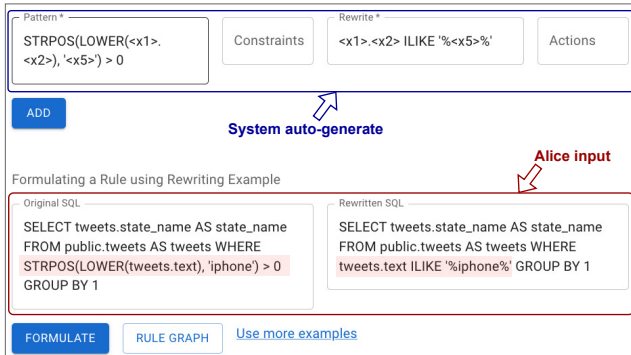 Pattern *
STRPOS(LOWER(<x1>.
<x2>), '<x5>') > 0
Constraints
Rewrite *
<x1>.<x2> ILIKE '%<x5>%'
Actions
ADD
System auto-generate
Alice input
Formulating a Rule using Rewriting Example
Original SQL
SELECT tweets.state_name AS state_name
FROM public.tweets AS tweets WHERE
STRPOS(LOWER(tweets.text), 'iphone') > 0
GROUP BY 1
Rewritten SQL
SELECT tweets.state_name AS state_name
FROM public.tweets AS tweets WHERE
tweets.text ILIKE '%iphone%' GROUP BY 1
FORMULATE
RULE GRAPH
Use more examples